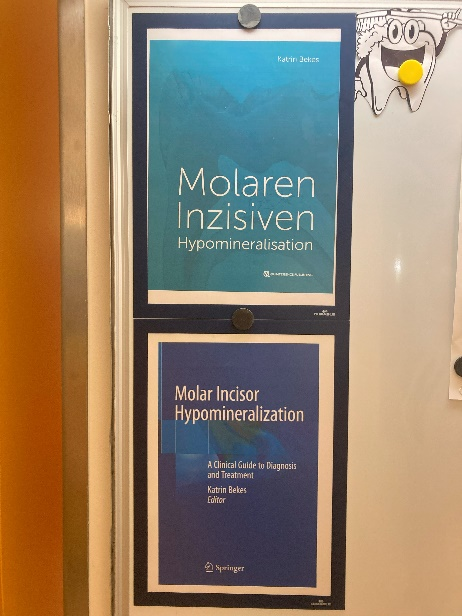 Katrin Bekes
Molaren
Inzisiven
Hypomineralisation
Molar Incisor
Hypomineralization
A Clinical Guide to Diagnosis
and Treatment
Katrin Bekes
Editor
Springer